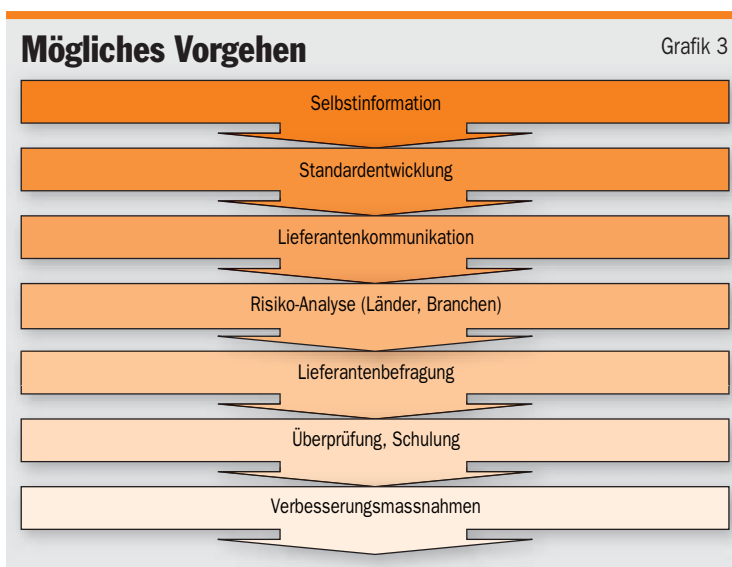 Mögliches Vorgehen
Grafik 3
Selbstinformation
Standardentwicklung
Lieferantenkommunikation
Risiko-Analyse (Länder, Branchen)
Lieferantenbefragung
Überprüfung, Schulung
Verbesserungsmassnahmen